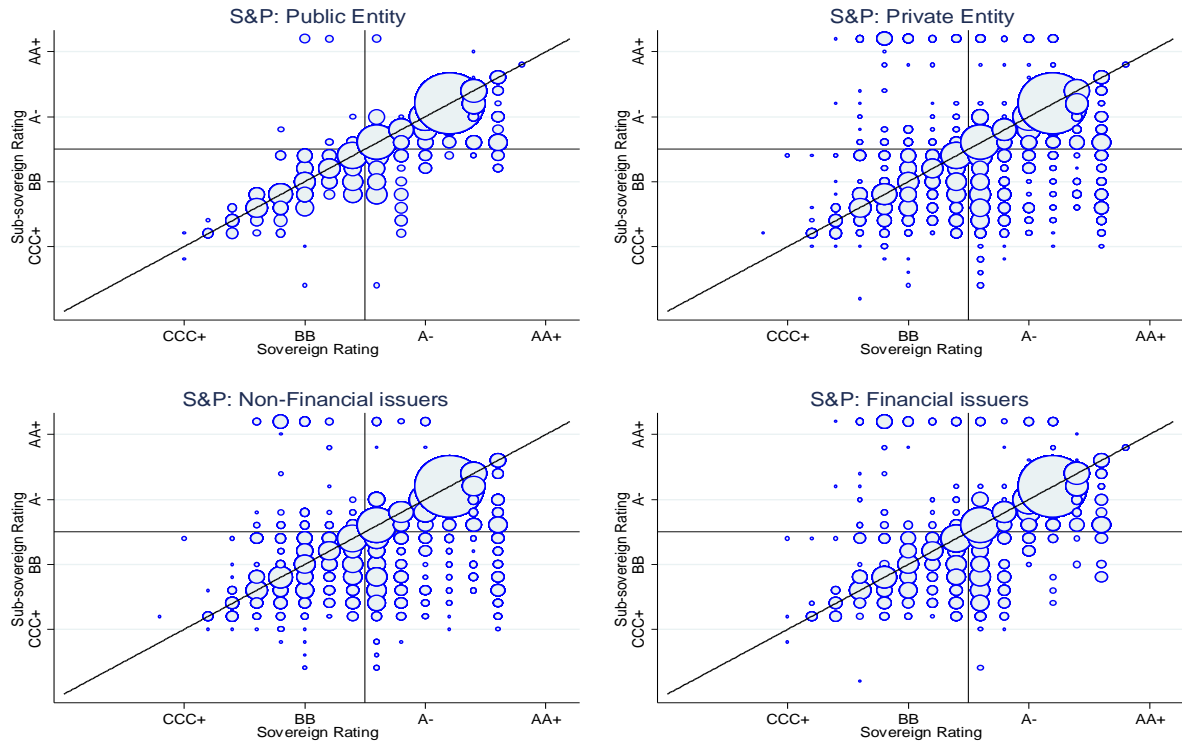 S&P: Public Entity
Sub-sovereign Rating
AA+
A-
BB
CCC+
CCC+
BB
A-
AA+
Sovereign Rating
S&P: Private Entity
Sub-sovereign Rating
AA+
A-
BB
CCC+
CCC+
BB
A-
AA+
Sovereign Rating
S&P: Non-Financial issuers
Sub-sovereign Rating
AA+
A-
BB
CCC+
CCC+
BB
A-
AA+
Sovereign Rating
S&P: Financial issuers
Sub-sovereign Rating
AA+
A-
BB
CCC+
CCC+
BB
A-
AA+
Sovereign Rating